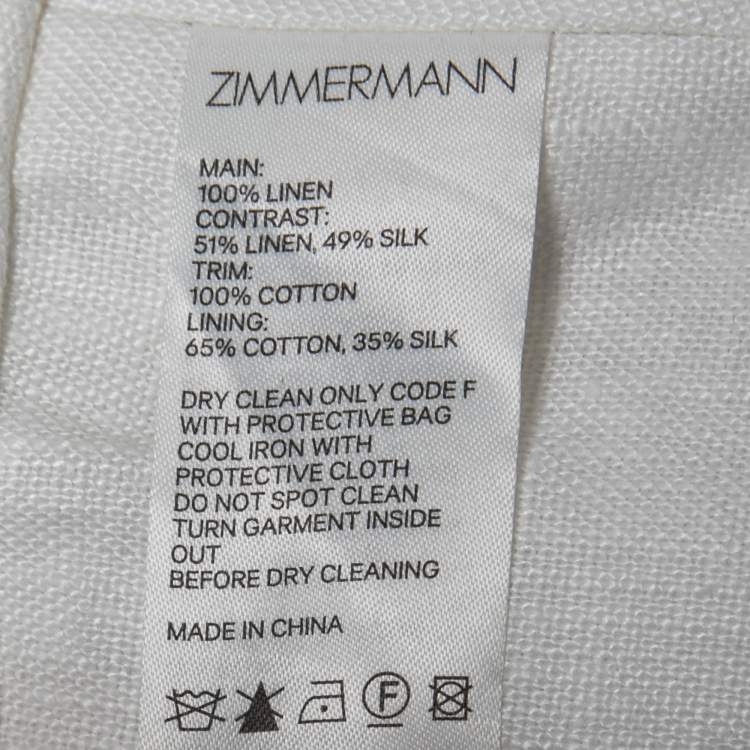 ZIMMERMANN
MAIN:
100% LINEN
CONTRAST:
51% LINEN, 49% SILK
TRIM:
100% COTTON
LINING:
65% COTTON, 35% SILK
DRY CLEAN ONLY CODE F
WITH PROTECTIVE BAG
COOL IRON WITH
PROTECTIVE CLOTH
DO NOT SPOT CLEAN
TURN GARMENT INSIDE
OUT
BEFORE DRY CLEANING
MADE IN CHINA
F